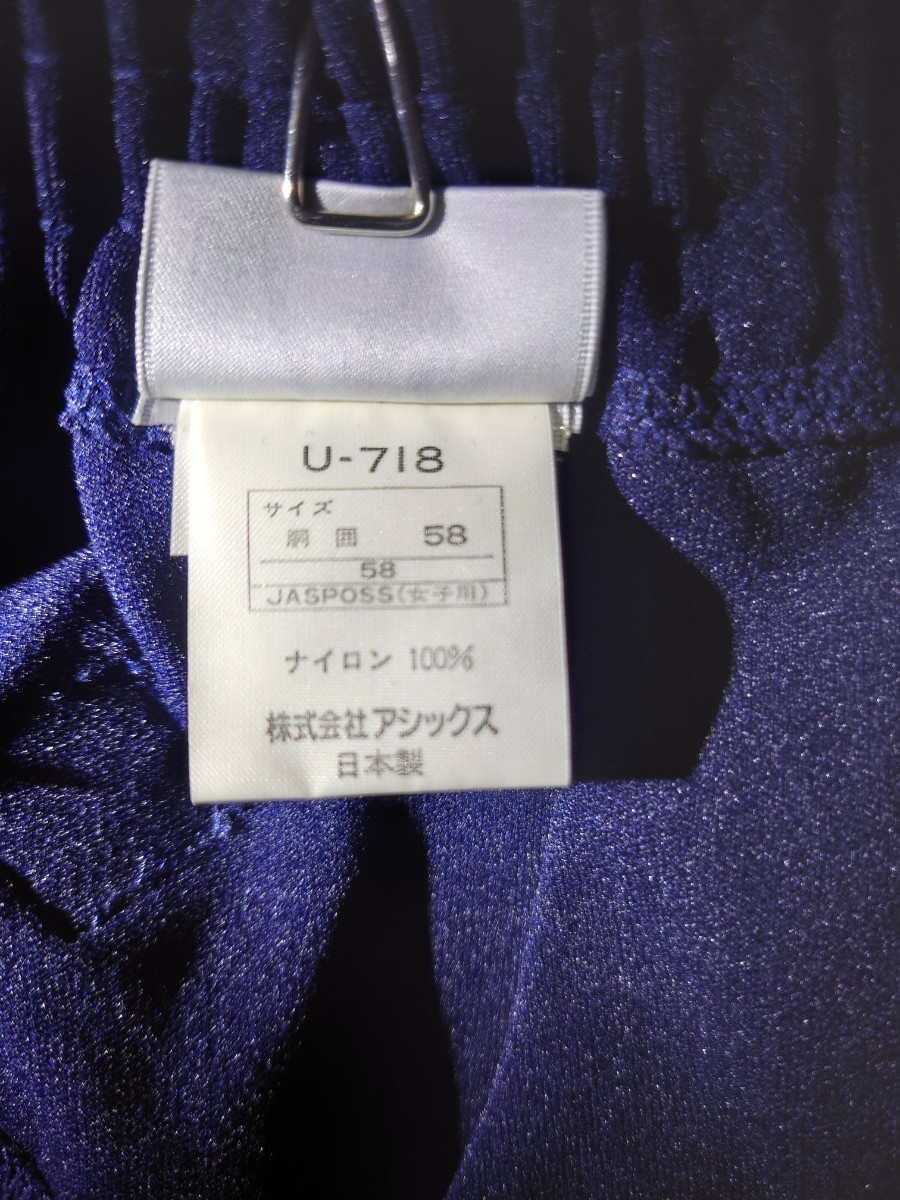 U-718
サイズ
胴囲 58
58
JASPOSS(女子用)
ナイロン 100%
株式会社アシックス
日本製